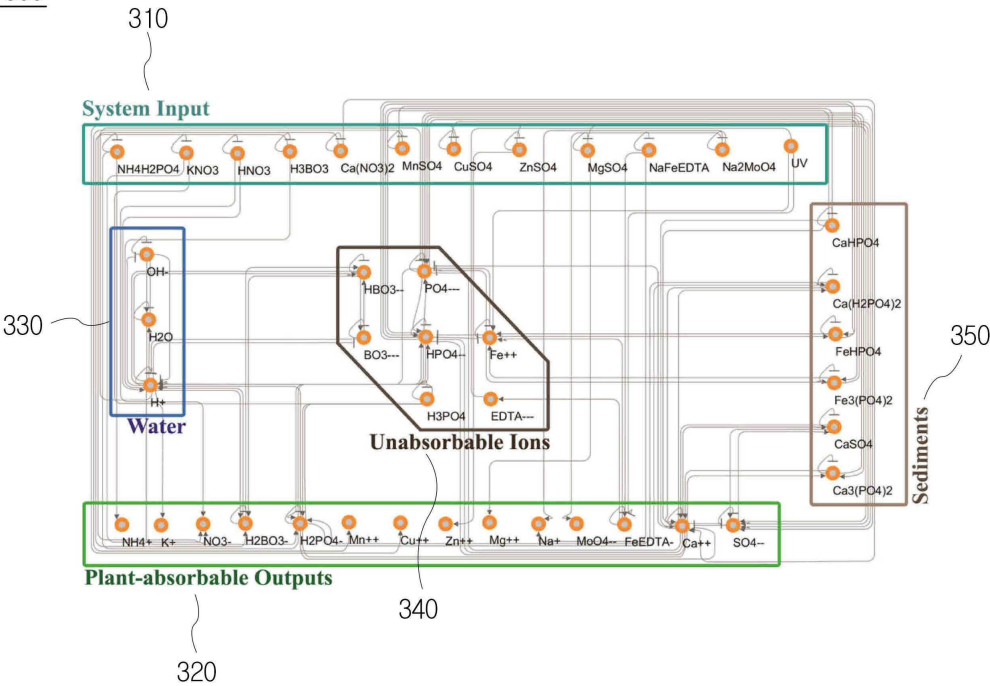 310
System Input
NH4H2PO4 KNO3 HNO3 H3BO3 Ca(NO3)2 MnSO4 CuSO4 ZnSO4 MgSO4 NaFeEDTA Na2MoO4 UV
330
OH-
H2O
H+
Water
HBO3-- PO4---
BO3--- HPO4-- Fe++
H3PO4 EDTA---
Unabsorbable Ions
340
CaHPO4
Ca(H2PO4)2
FeHPO4
Fe3(PO4)2
CaSO4
Ca3(PO4)2
Sediments
350
NH4+ K+ NO3- H2BO3- H2PO4- Mn++ Cu++ Zn++ Mg++ Na+ MoO4-- FeEDTA- Ca++ SO4--
Plant-absorbable Outputs
320